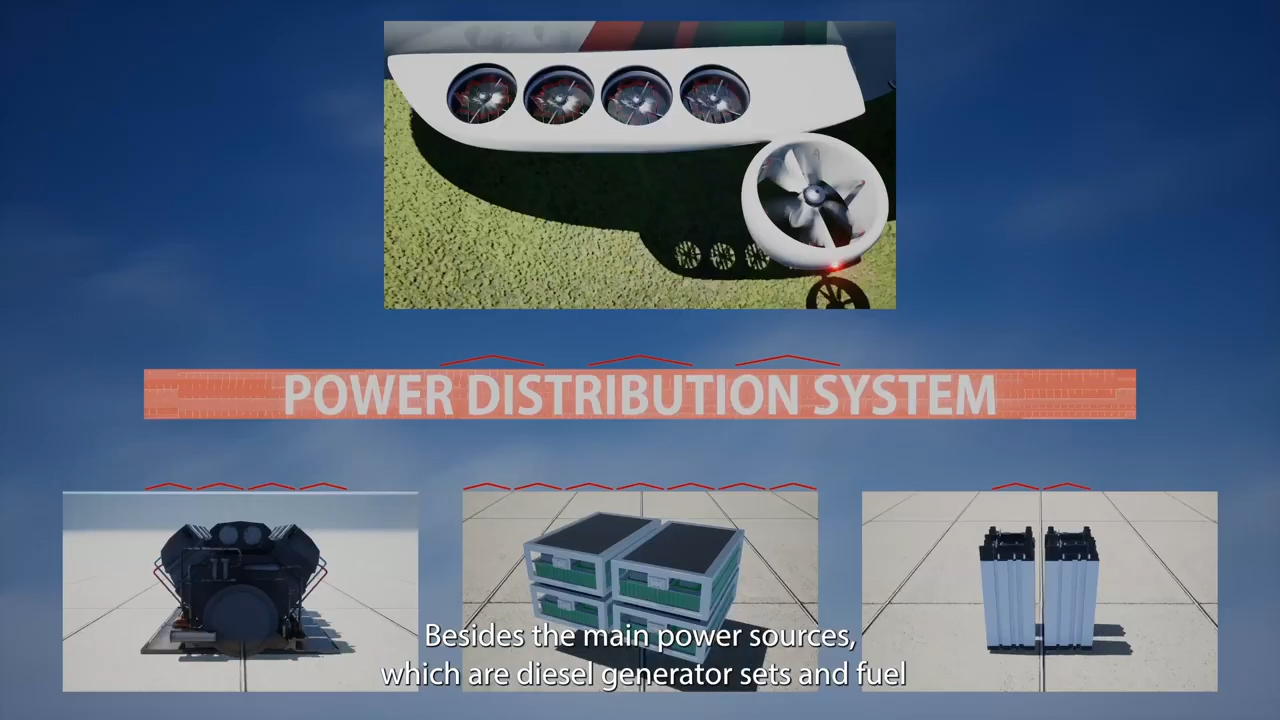 POWER DISTRIBUTION SYSTEM
Besides the main power sources,
which are diesel generator sets and fuel